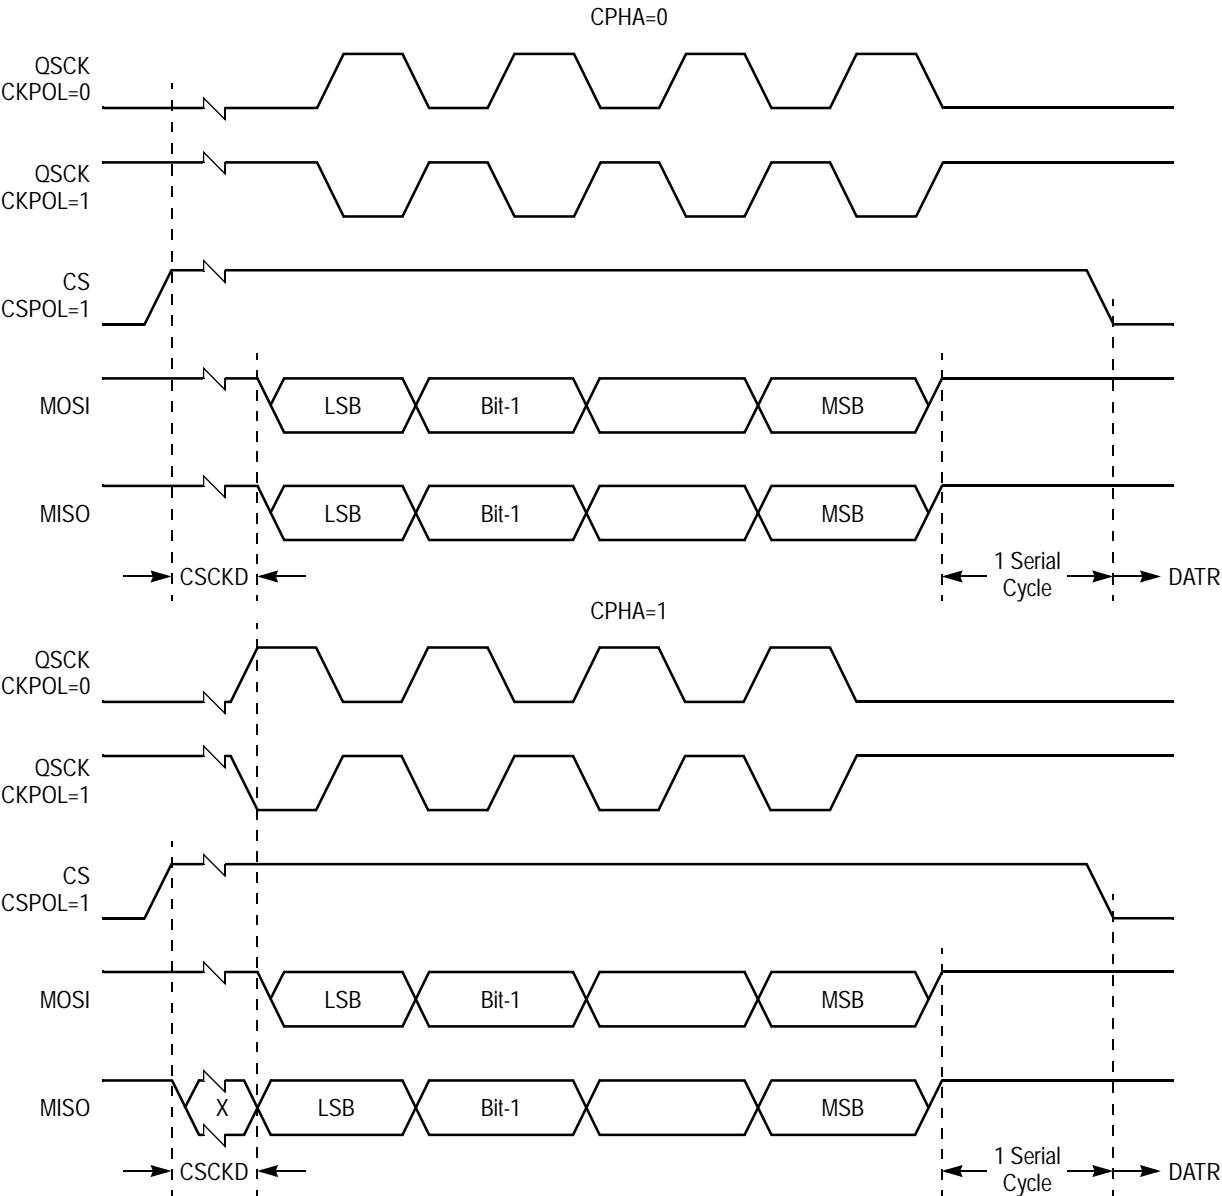 CPHA=0
QSCK
CKPOL=0
QSCK
CKPOL=1
CS
CSPOL=1
MOSI
LSB
Bit-1
MSB
MISO
LSB
Bit-1
MSB
CSCKD
1 Serial
Cycle
DATR
CPHA=1
QSCK
CKPOL=0
QSCK
CKPOL=1
CS
CSPOL=1
MOSI
LSB
Bit-1
MSB
MISO
X
LSB
Bit-1
MSB
CSCKD
1 Serial
Cycle
DATR